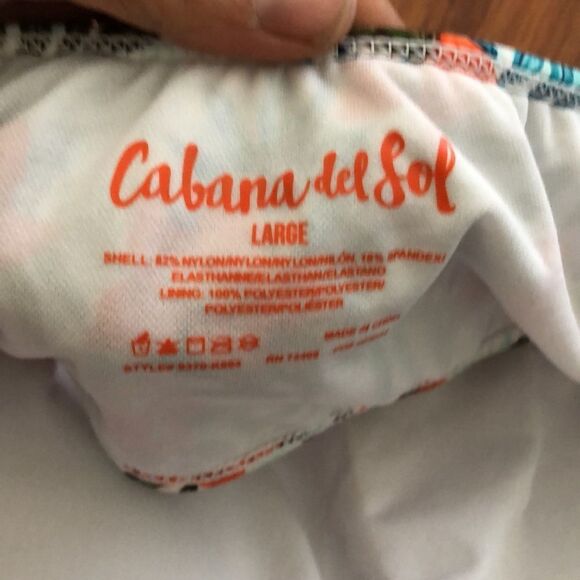 Cabana del Sol
LARGE
SHELL: 82% NYLON/NYLON/NYLON/NILÓN, 18% SPANDEX/
ELASTHANNE/ELASTHAN/ELASTANO
LINING: 100% POLYESTER/POLYESTER/
POLYESTER/POLIÉSTER
MADE IN CHINA
STYLE#